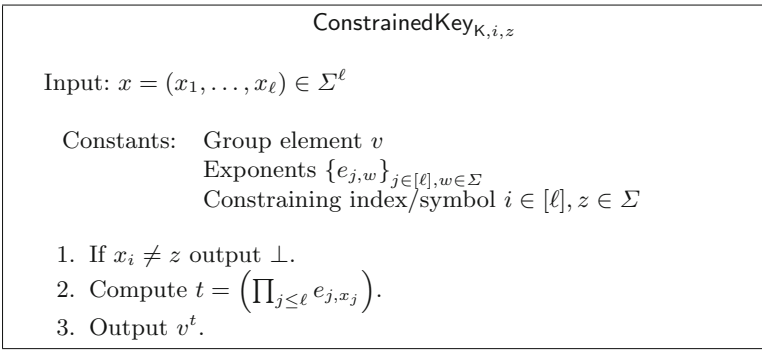 ConstrainedKey_{K,i,z}
Input: x = (x_1, . . . , x_ℓ) ∈ Σ^ℓ
Constants: Group element v
Exponents {e_{j,w}}_{j∈[ℓ],w∈Σ}
Constraining index/symbol i ∈ [ℓ], z ∈ Σ
1. If x_i ≠ z output ⊥.
2. Compute t = (∏_{j≤ℓ} e_{j,x_j}).
3. Output v^t.